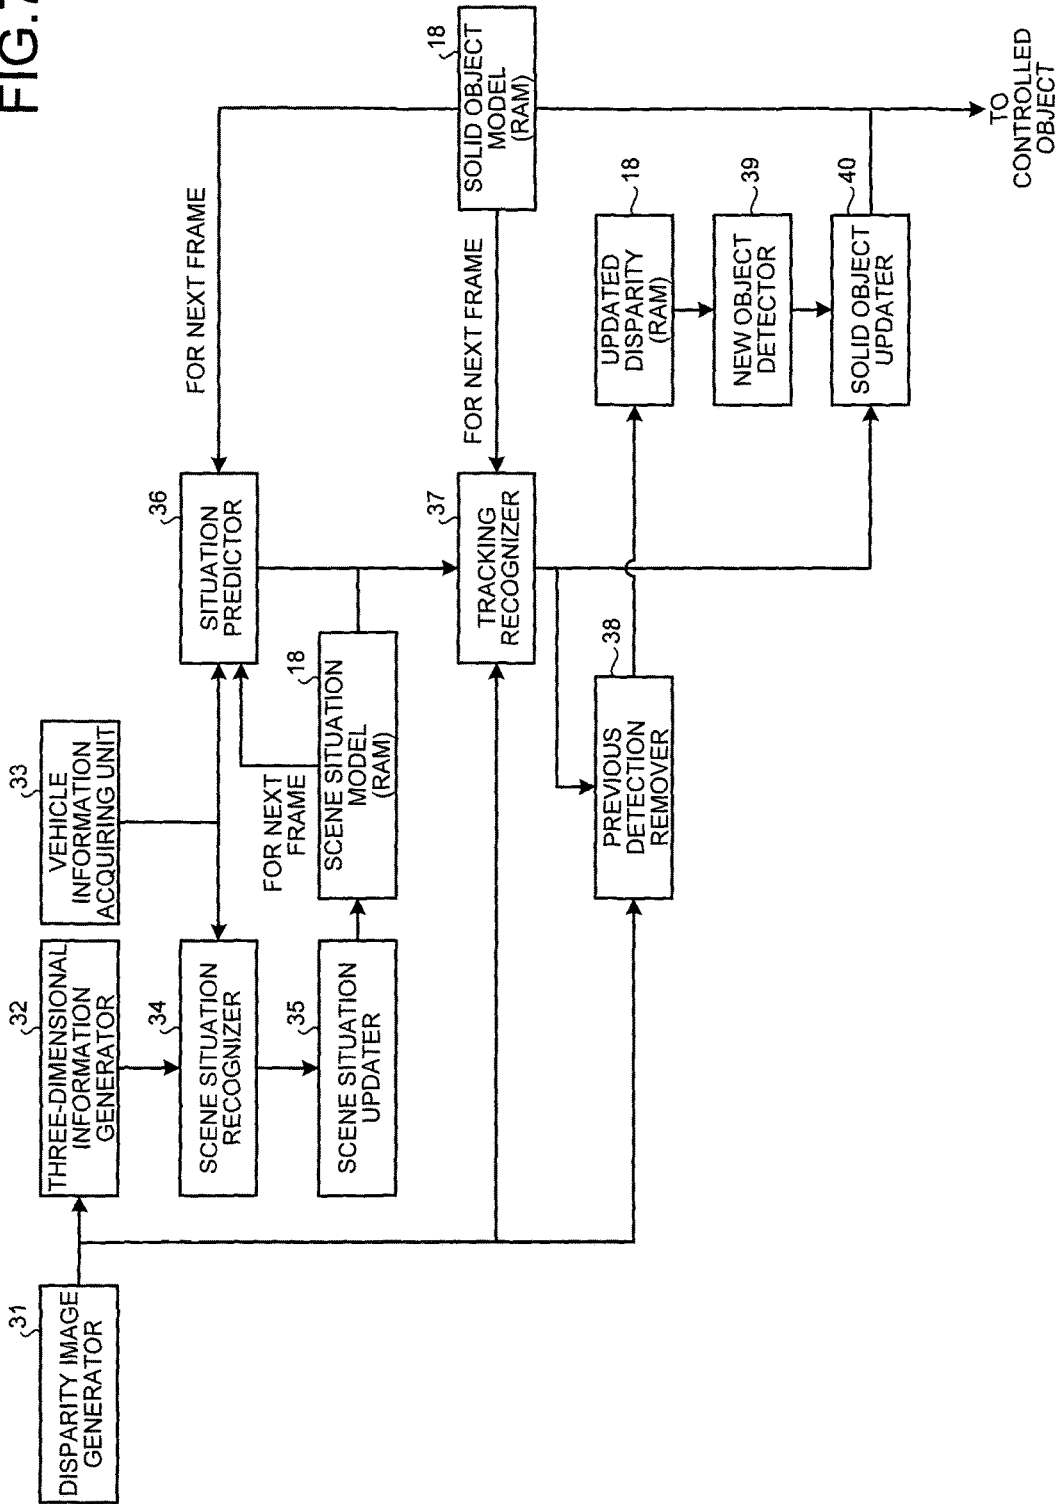 FIG.7
31
DISPARITY IMAGE
GENERATOR
32
THREE-DIMENSIONAL
INFORMATION
GENERATOR
33
VEHICLE
INFORMATION
ACQUIRING UNIT
34
SCENE SITUATION
RECOGNIZER
35
SCENE SITUATION
UPDATER
FOR NEXT
FRAME
18
SCENE SITUATION
MODEL
(RAM)
36
SITUATION
PREDICTOR
FOR NEXT FRAME
37
TRACKING
RECOGNIZER
FOR NEXT FRAME
18
SOLID OBJECT
MODEL
(RAM)
38
PREVIOUS
DETECTION
REMOVER
18
UPDATED
DISPARITY
(RAM)
39
NEW OBJECT
DETECTOR
40
SOLID OBJECT
UPDATER
TO
CONTROLLED
OBJECT